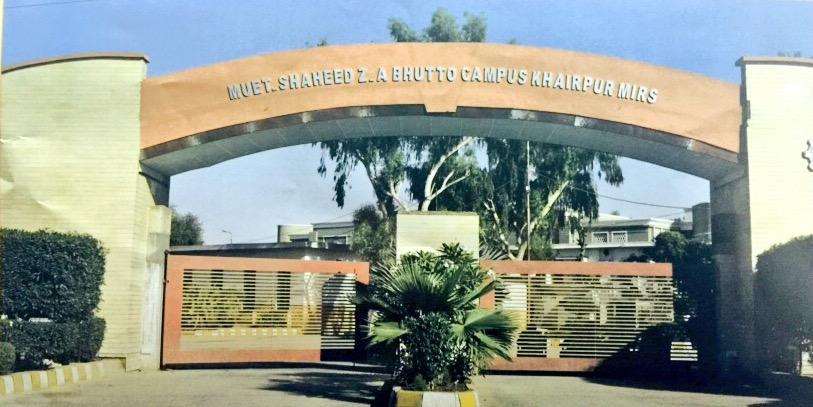 MUET. SHAHEED Z.A BHUTTO CAMPUS KHAIRPUR MIRS